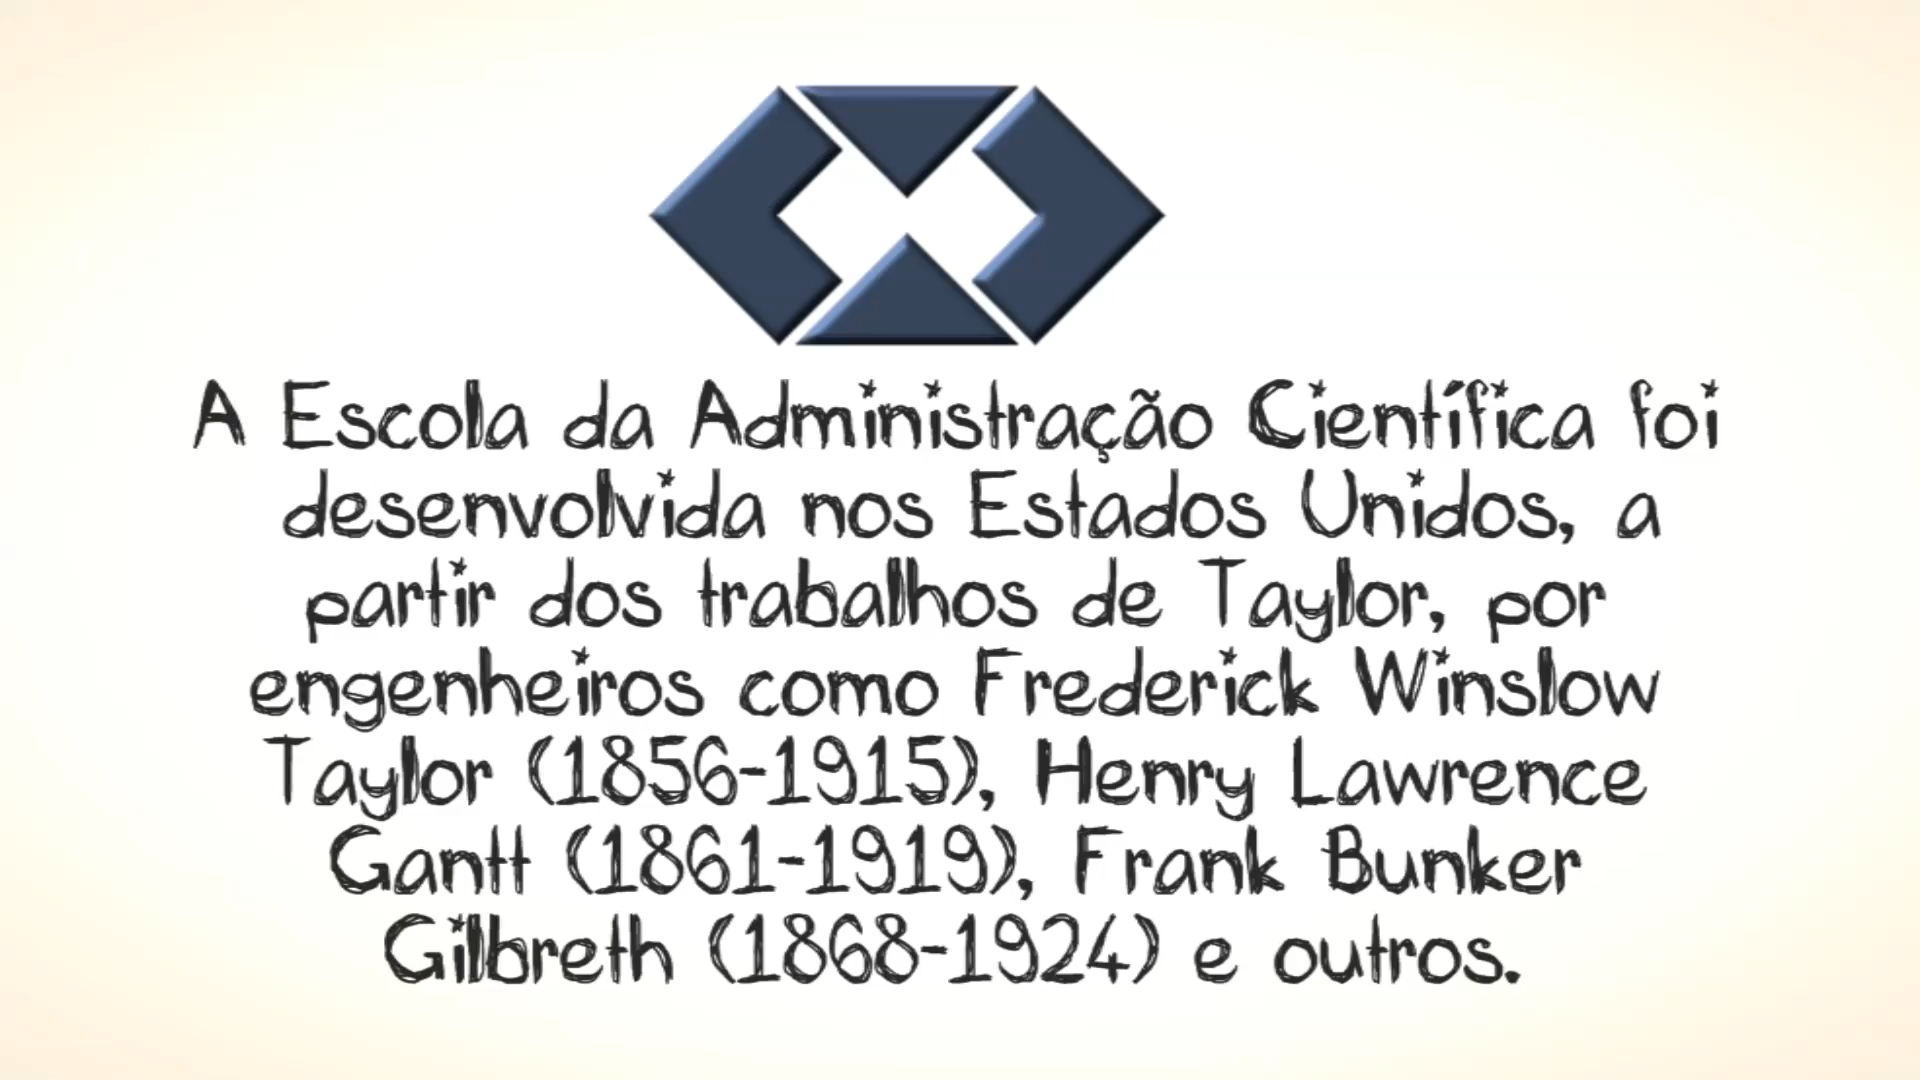 A Escola da Administração Científica foi
desenvolvida nos Estados Unidos, a
partir dos trabalhos de Taylor, por
engenheiros como Frederick Winslow
Taylor (1856-1915), Henry Lawrence
Gantt (1861-1919), Frank Bunker
Gilbreth (1868-1924) e outros.